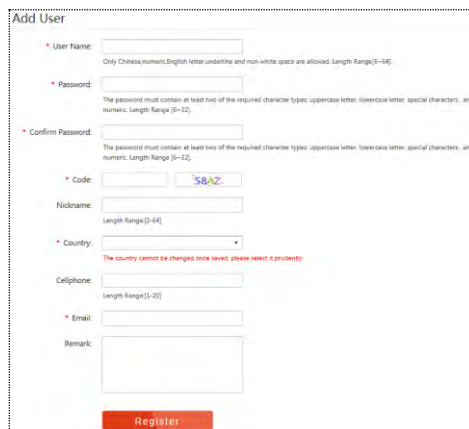 Add User
* User Name:
Only Chinese,numeric,English letter,underline and non-white space are allowed. Length Range[6~64].
* Password:
The password must contain at least two of the required character types: uppercase letter, lowercase letter, special characters , an
numeric. Length Range [6~32].
* Confirm Password:
The password must contain at least two of the required character types: uppercase letter, lowercase letter, special characters , an
numeric. Length Range [6~32].
* Code: S8AZ
Nickname:
Length Range:[2-64]
* Country:
The country cannot be changed once saved, please select it prudently.
Cellphone:
Length Range:[1-20]
* Email:
Remark:
Register